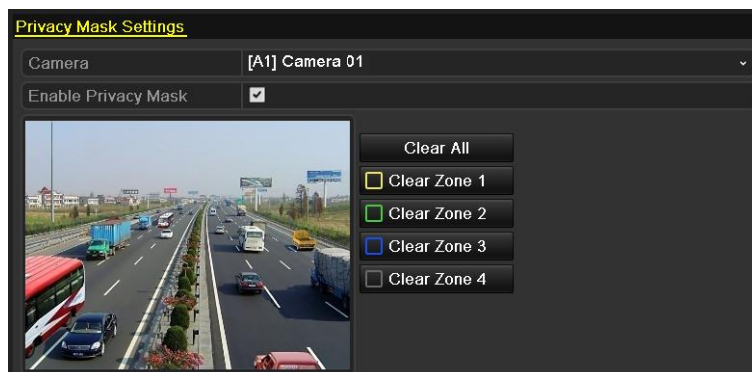 Privacy Mask Settings
Camera [A1] Camera 01
Enable Privacy Mask
Clear All
Clear Zone 1
Clear Zone 2
Clear Zone 3
Clear Zone 4